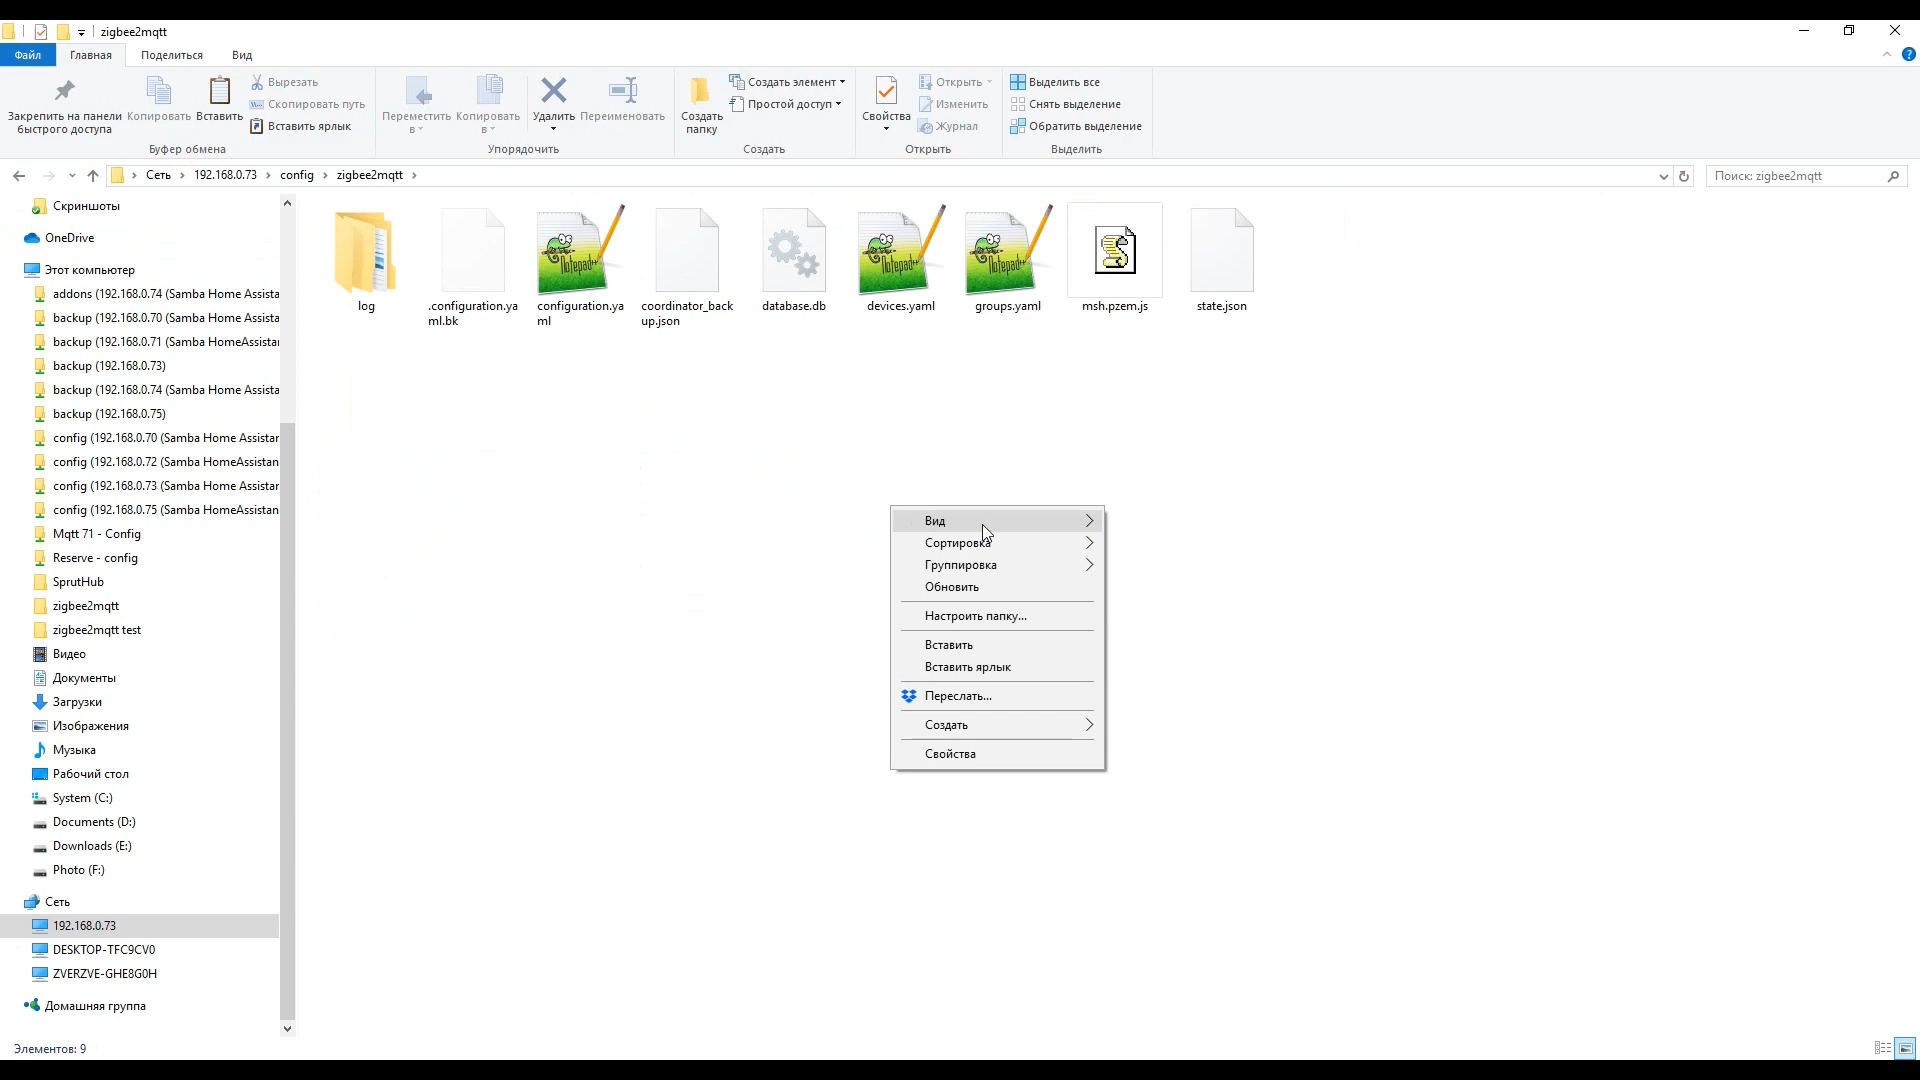 zigbee2mqtt
Файл
Главная
Поделиться
Вид
Закрепить на панели
быстрого доступа
Копировать
Вставить
Вырезать
Скопировать путь
Вставить ярлык
Буфер обмена
Переместить
в
Копировать
в
Удалить
Переименовать
Упорядочить
Создать
папку
Создать элемент
Простой доступ
Создать
Свойства
Открыть
Изменить
Журнал
Открыть
Выделить все
Снять выделение
Обратить выделение
Выделить
Сеть
192.168.0.73
config
zigbee2mqtt
Поиск: zigbee2mqtt
Скриншоты
OneDrive
Этот компьютер
addons (192.168.0.74 (Samba Home Assista
backup (192.168.0.70 (Samba Home Assista
backup (192.168.0.71 (Samba HomeAssistan
backup (192.168.0.73)
backup (192.168.0.74 (Samba Home Assista
backup (192.168.0.75)
config (192.168.0.70 (Samba Home Assistan
config (192.168.0.72 (Samba HomeAssistan
config (192.168.0.73 (Samba Home Assistan
config (192.168.0.75 (Samba HomeAssistan
Mqtt 71 - Config
Reserve - config
SprutHub
zigbee2mqtt
zigbee2mqtt test
Видео
Документы
Загрузки
Изображения
Музыка
Рабочий стол
System (C:)
Documents (D:)
Downloads (E:)
Photo (F:)
Сеть
192.168.0.73
DESKTOP-TFC9CV0
ZVERZVE-GHE8G0H
Домашняя группа
Notepad++
Notepad++
Notepad++
log
.configuration.ya
ml.bk
configuration.ya
ml
coordinator_back
up.json
database.db
devices.yaml
groups.yaml
msh.pzem.js
state.json
Вид
Сортировка
Группировка
Обновить
Настроить папку...
Вставить
Вставить ярлык
Переслать...
Создать
Свойства
Элементов: 9